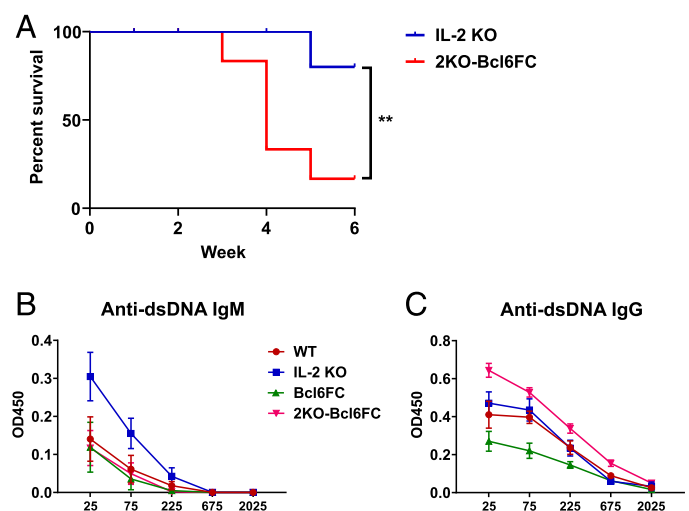 A
100
50
0
Percent survival
0 2 4 6
Week
IL-2 KO
2KO-Bcl6FC
**
B
Anti-dsDNA IgM
0.4
0.3
0.2
0.1
0.0
OD450
25 75 225 675 2025
WT
IL-2 KO
Bcl6FC
2KO-Bcl6FC
C
Anti-dsDNA IgG
0.8
0.6
0.4
0.2
0.0
OD450
25 75 225 675 2025